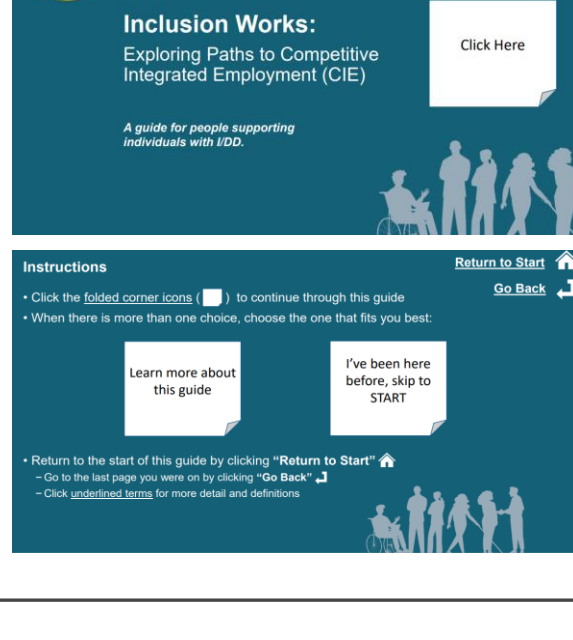 Inclusion Works:
Exploring Paths to Competitive
Integrated Employment (CIE)
Click Here
A guide for people supporting
individuals with I/DD.
Instructions
Return to Start
Go Back
• Click the folded corner icons ( ) to continue through this guide
• When there is more than one choice, choose the one that fits you best:
Learn more about
this guide
I've been here
before, skip to
START
• Return to the start of this guide by clicking “Return to Start”
– Go to the last page you were on by clicking “Go Back”
– Click underlined terms for more detail and definitions